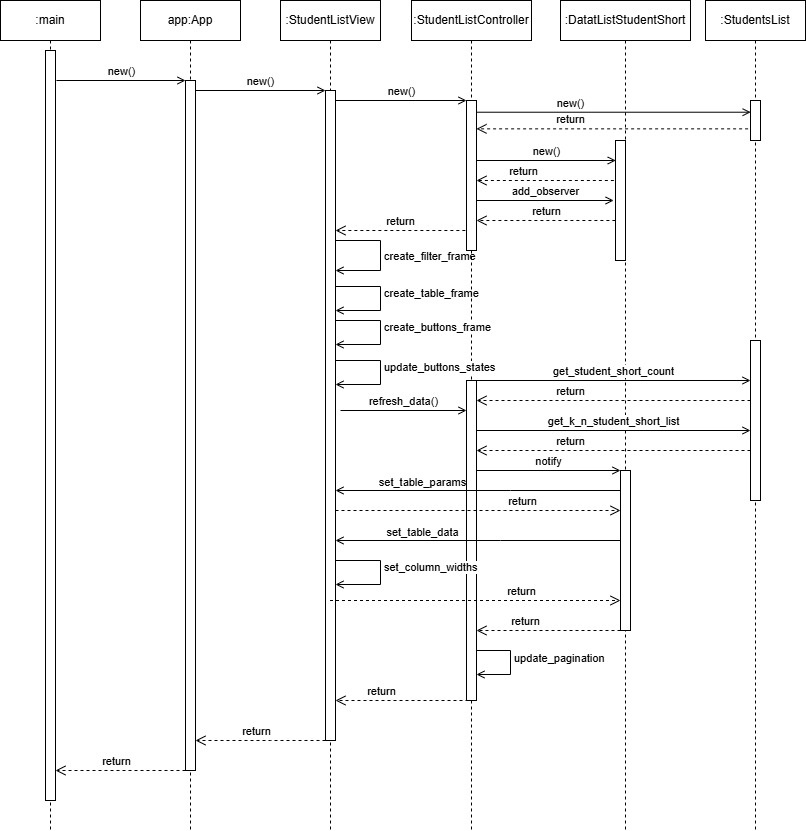 :main
app:App
:StudentListView
:StudentListController
:DatatListStudentShort
:StudentsList
new()
new()
new()
new()
return
new()
return
add_observer
return
return
create_filter_frame
create_table_frame
create_buttons_frame
update_buttons_states
get_student_short_count
return
refresh_data()
get_k_n_student_short_list
return
notify
set_table_params
return
set_table_data
set_column_widths
return
return
update_pagination
return
return
return